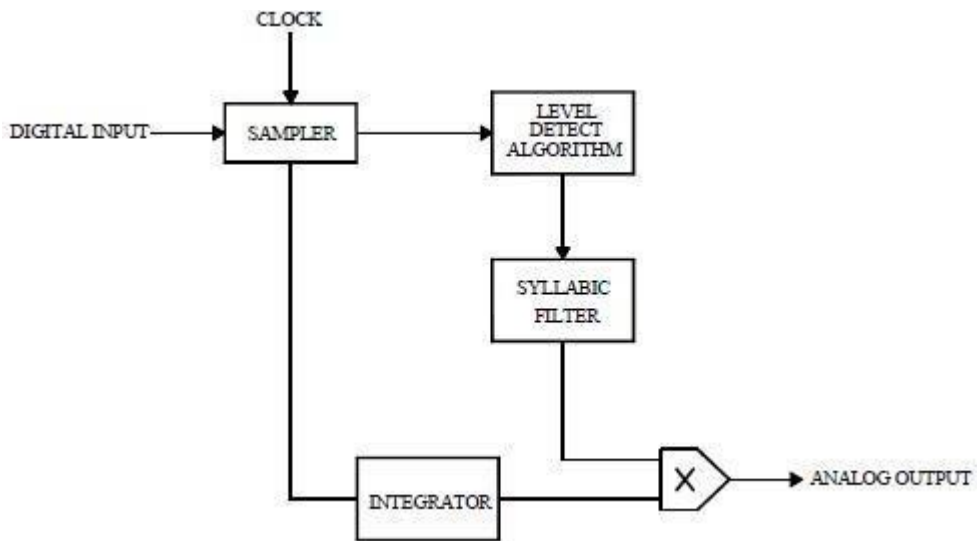 CLOCK
DIGITAL INPUT
SAMPLER
LEVEL
DETECT
ALGORITHM
SYLLABIC
FILTER
INTEGRATOR
X
ANALOG OUTPUT